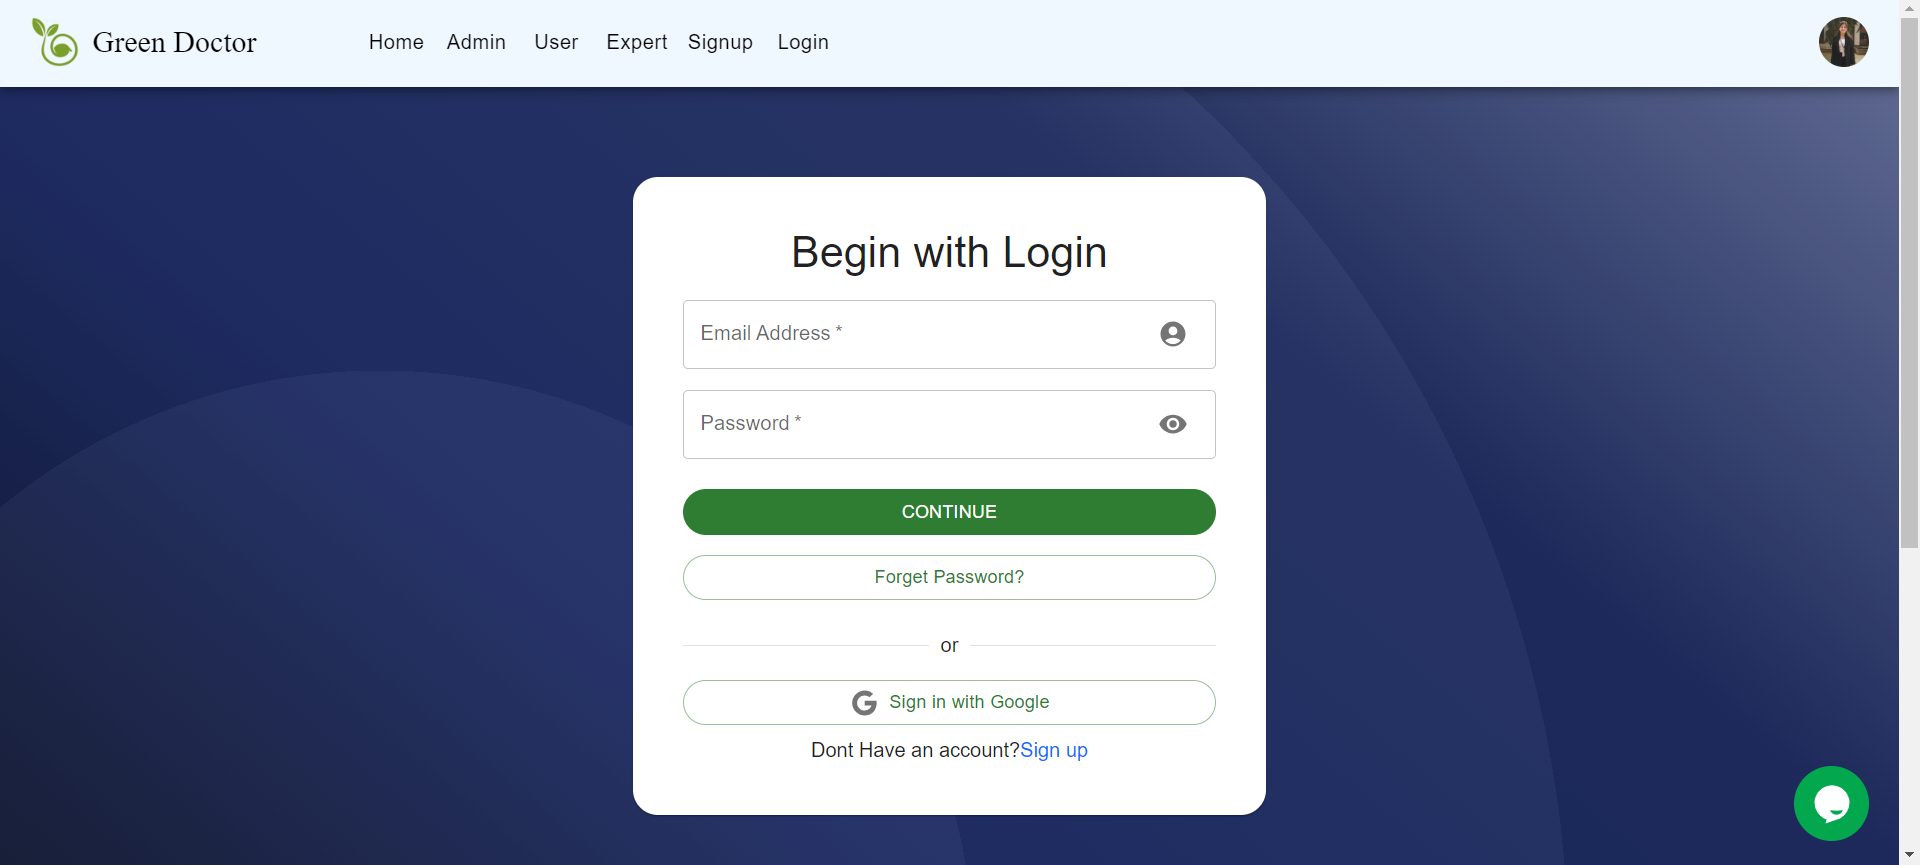 Green Doctor
Home Admin User Expert Signup Login
Begin with Login
Email Address *
Password *
CONTINUE
Forget Password?
or
Sign in with Google
Dont Have an account?Sign up